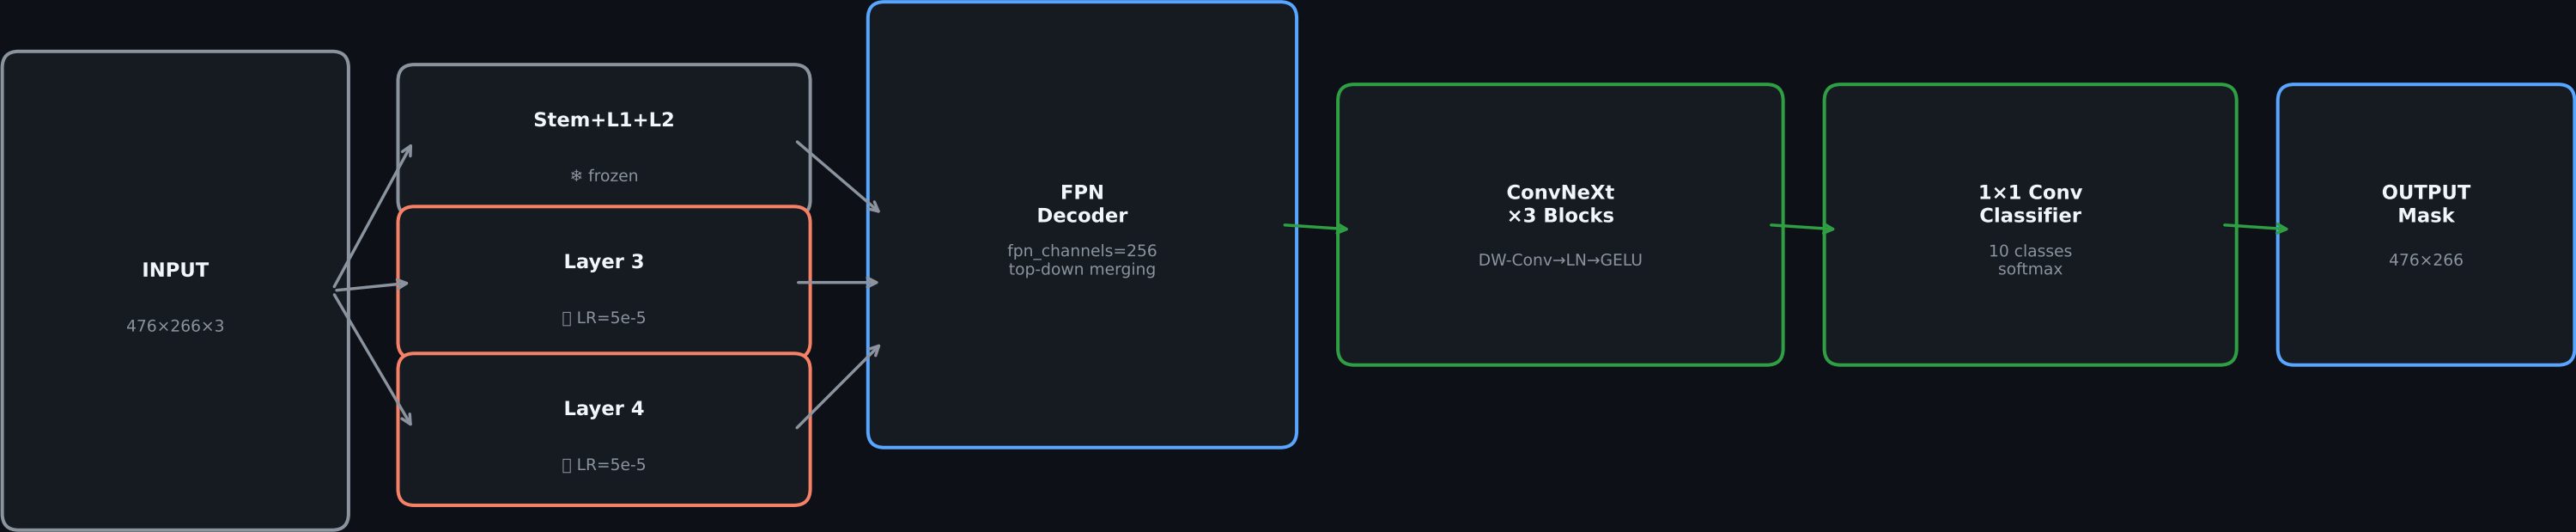 INPUT
476×266×3
Stem+L1+L2
❄ frozen
Layer 3
▯ LR=5e-5
Layer 4
▯ LR=5e-5
FPN
Decoder
fpn_channels=256
top-down merging
ConvNeXt
×3 Blocks
DW-Conv→LN→GELU
1×1 Conv
Classifier
10 classes
softmax
OUTPUT
Mask
476×266